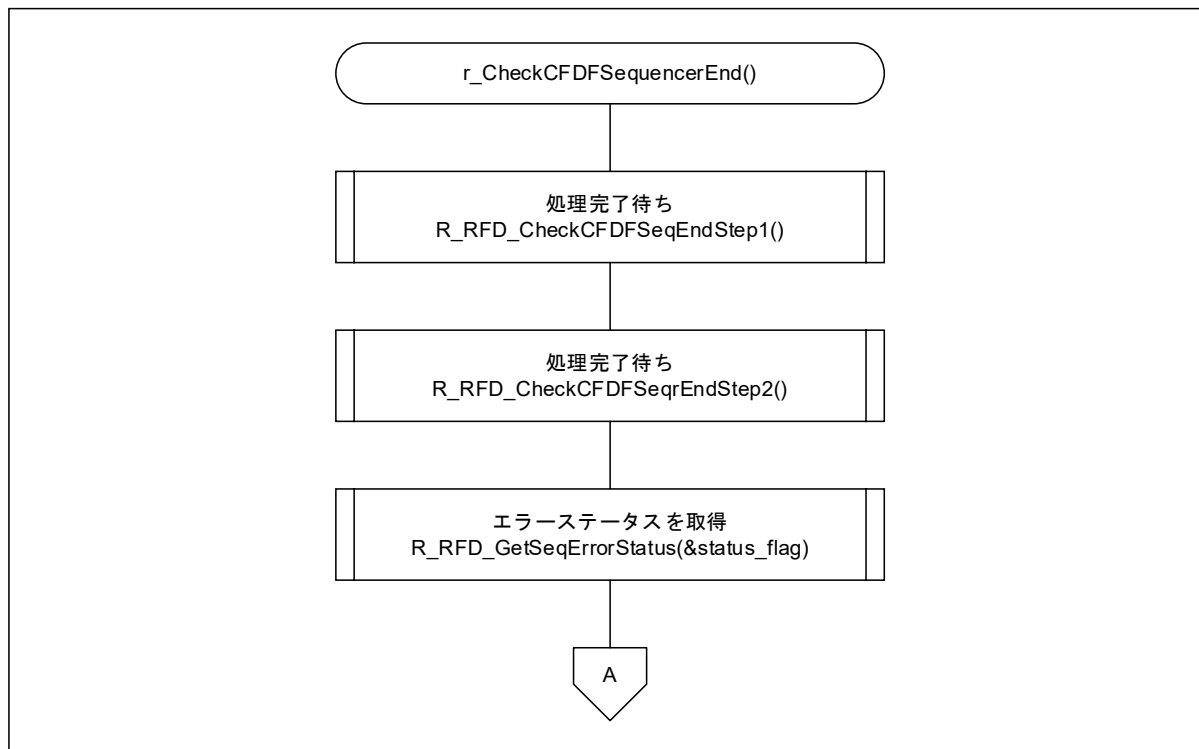 r_CheckCFDFSequencerEnd()
処理完了待ち
R_RFD_CheckCFDFSeqEndStep1()
処理完了待ち
R_RFD_CheckCFDFSeqrEndStep2()
エラーステータスを取得
R_RFD_GetSeqErrorStatus(&status_flag)
A